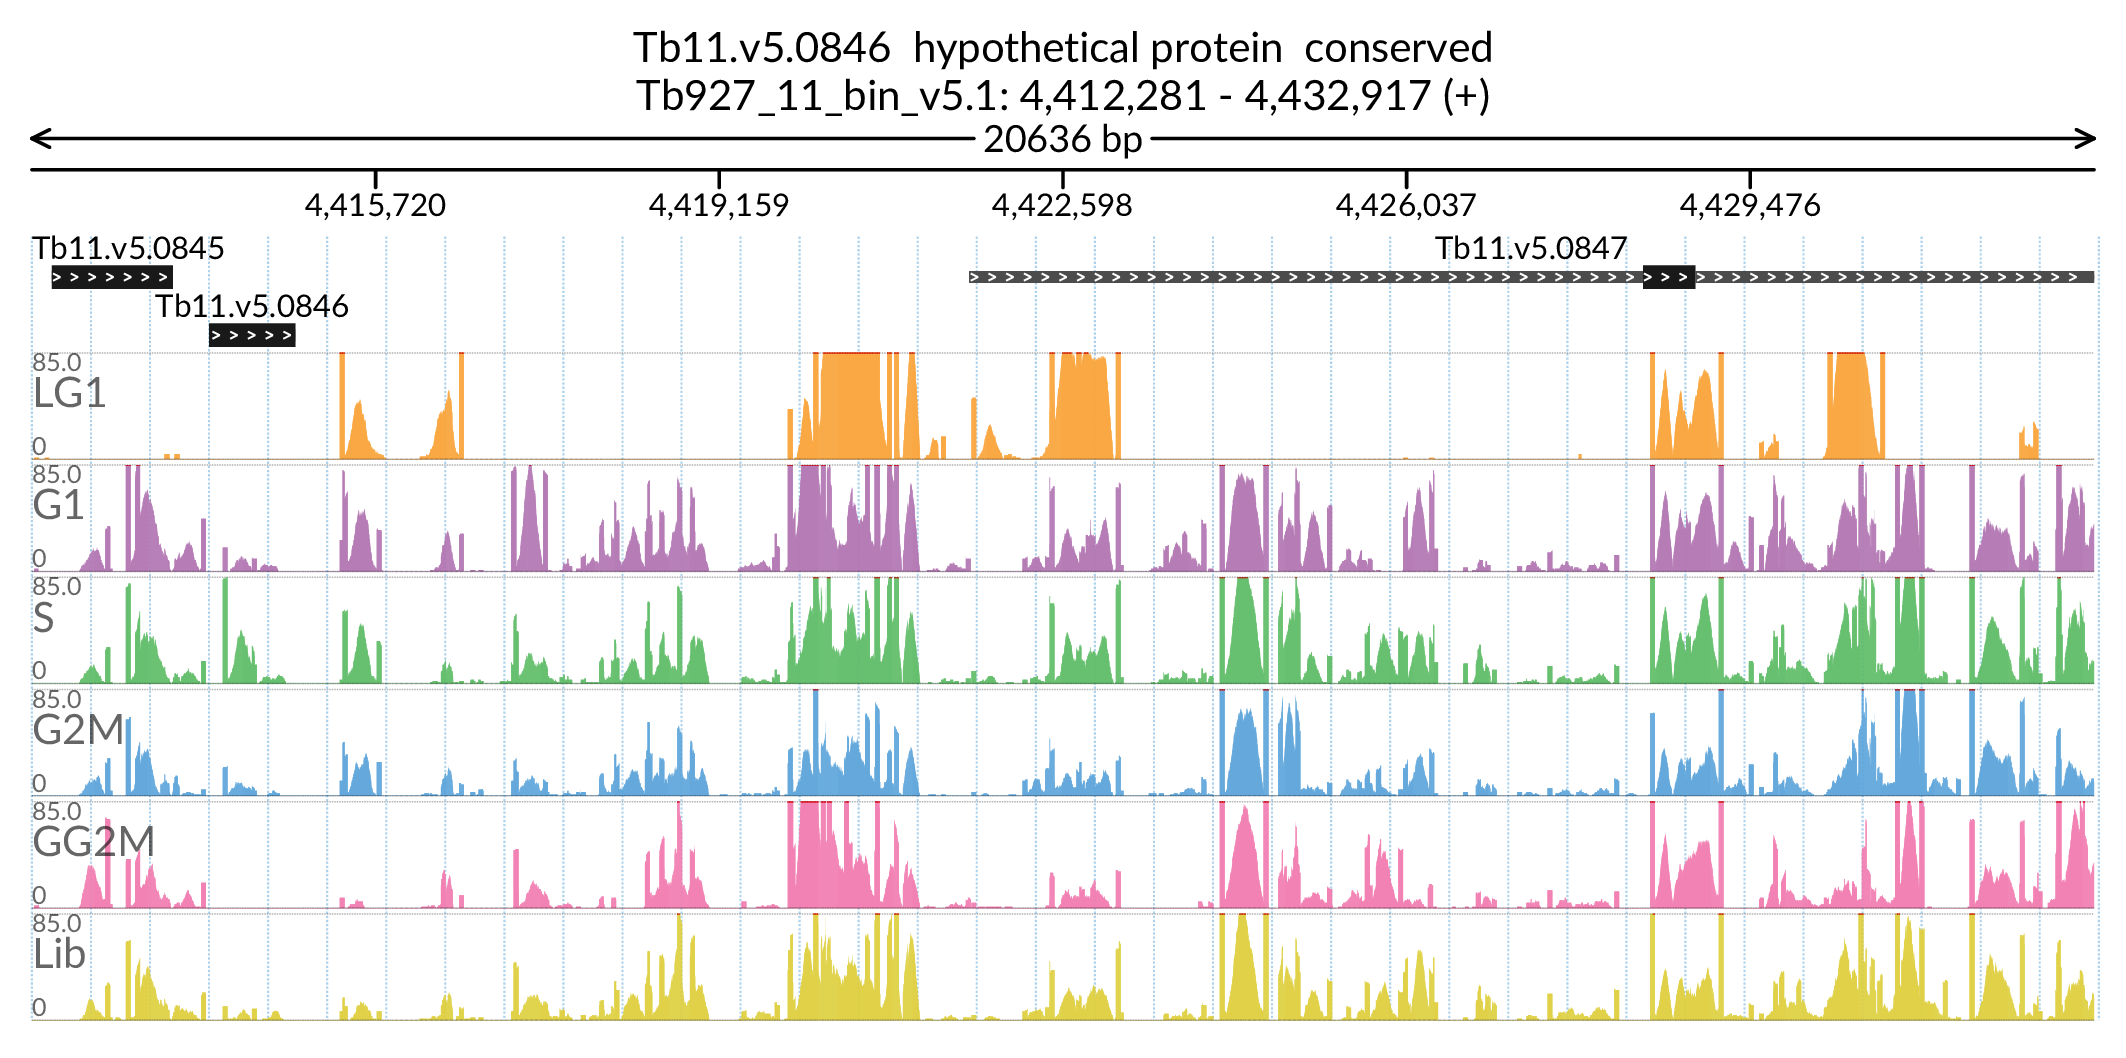 Tb11.v5.0846  hypothetical protein  conserved
Tb927_11_bin_v5.1: 4,412,281 - 4,432,917 (+)
20636 bp
4,415,720 4,419,159 4,422,598 4,426,037 4,429,476
Tb11.v5.0845 Tb11.v5.0847
Tb11.v5.0846
85.0
LG1
0
85.0
G1
0
85.0
S
0
85.0
G2M
0
85.0
GG2M
0
85.0
Lib
0